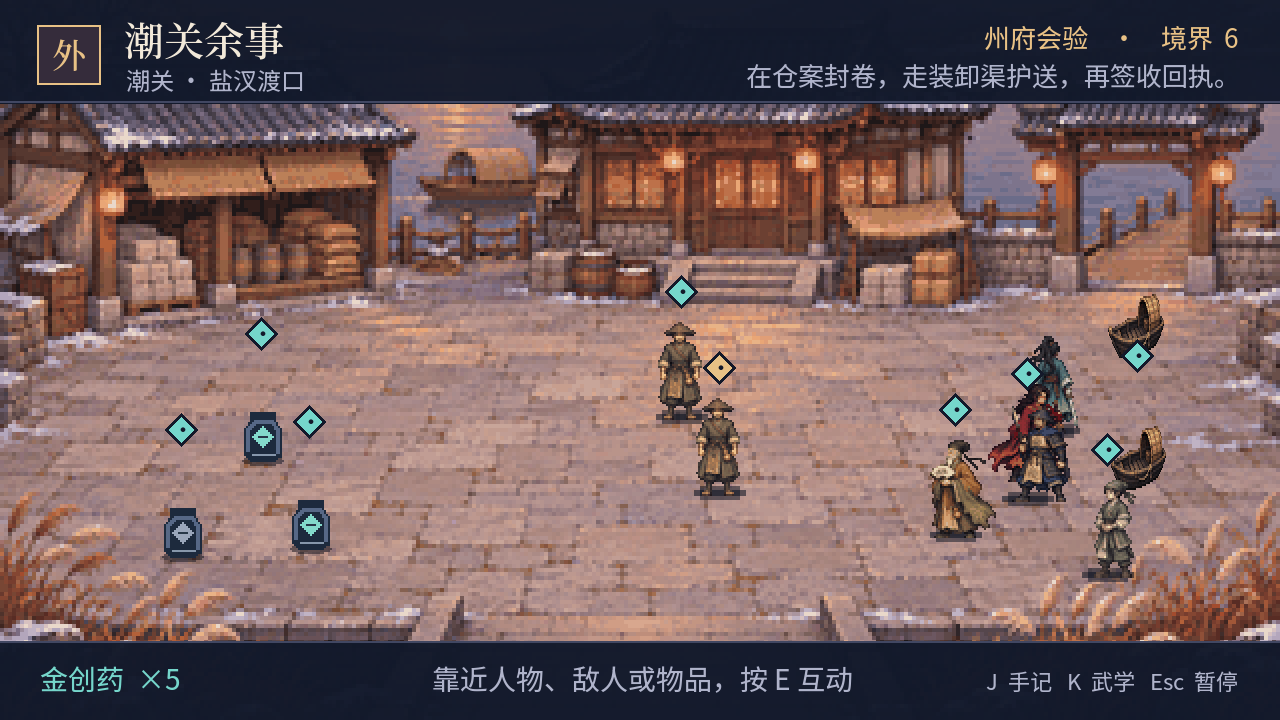 外
潮关余事
潮关 · 盐汊渡口
州府会验 · 境界 6
在仓案封卷，走装卸渠护送，再签收回执。
金创药 ×5
靠近人物、敌人或物品，按 E 互动
J 手记 K 武学 Esc 暂停